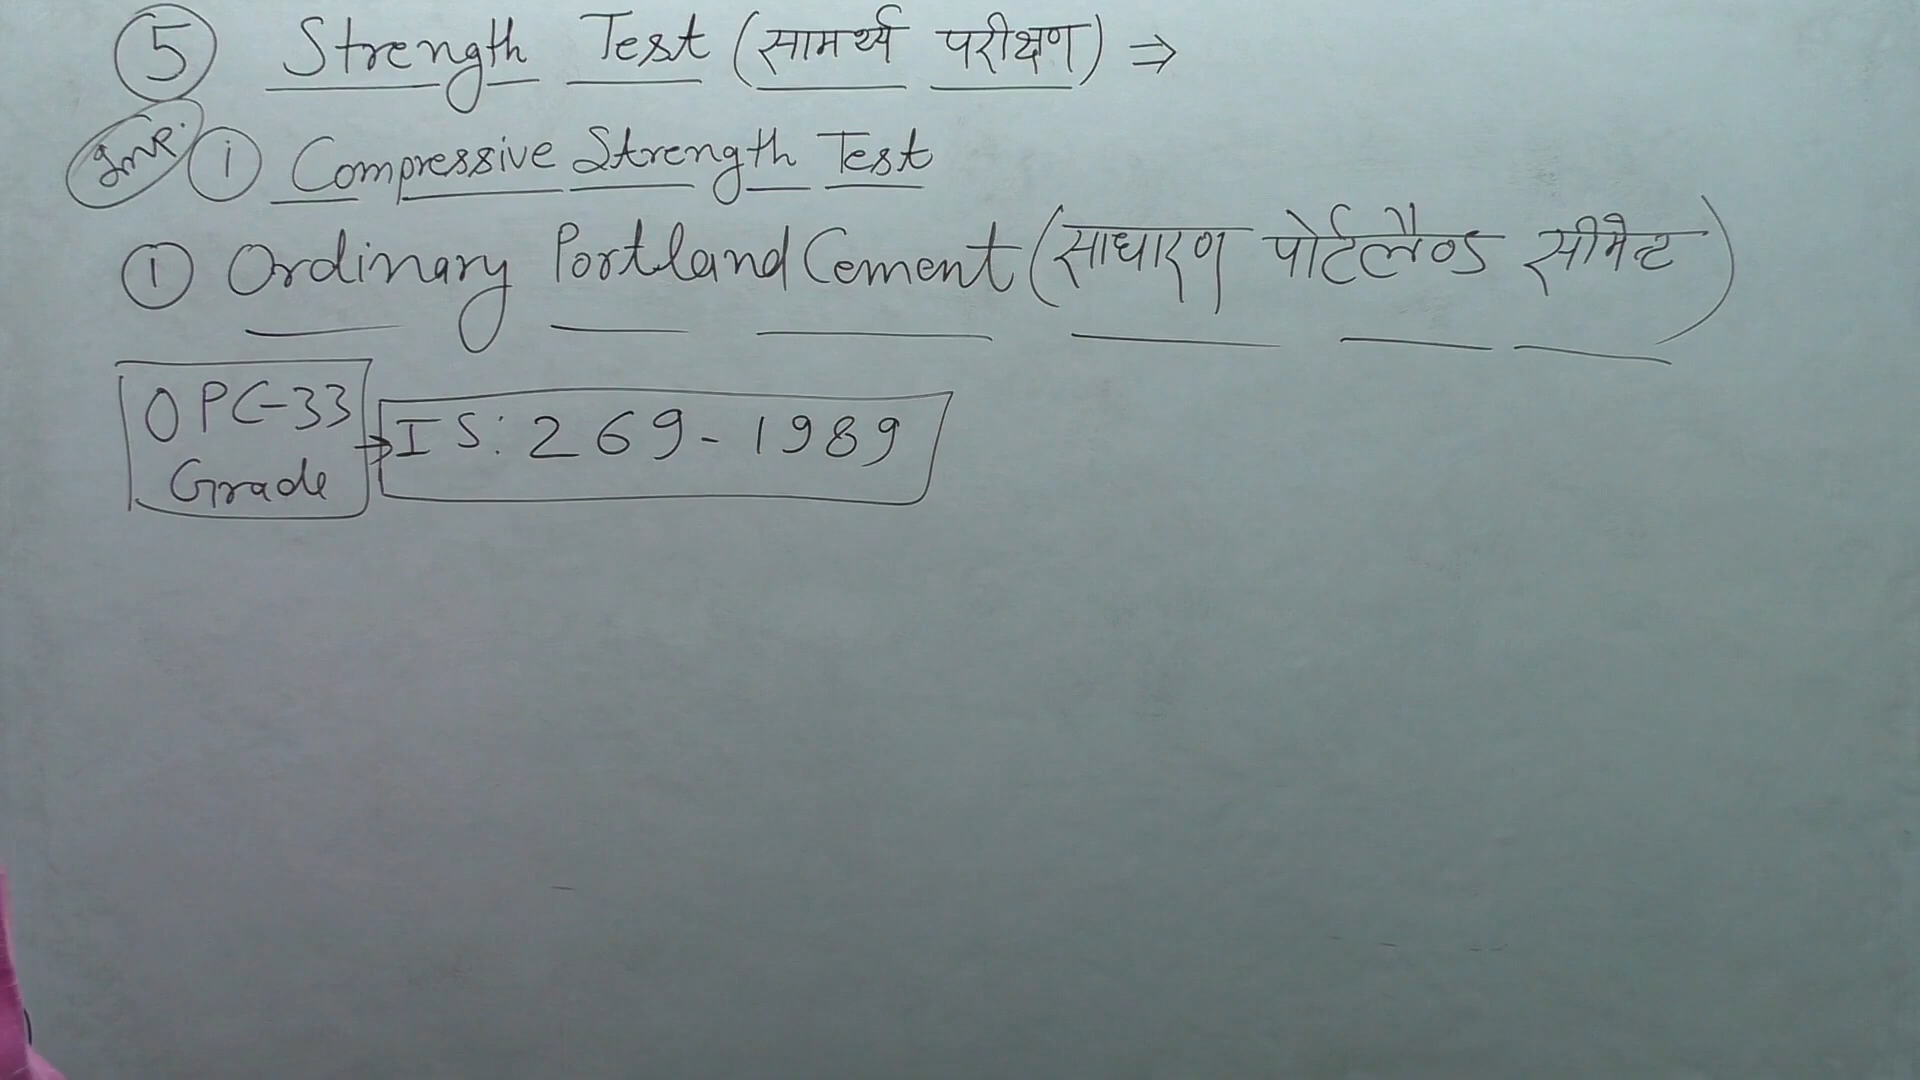 5 Strength Test (सामर्थ्य परीक्षण) ⇒
Imp. i Compressive Strength Test
1 Ordinary Portland Cement (साधारण पोर्टलैण्ड सीमेंट)
OPC-33 Grade → IS: 269-1989